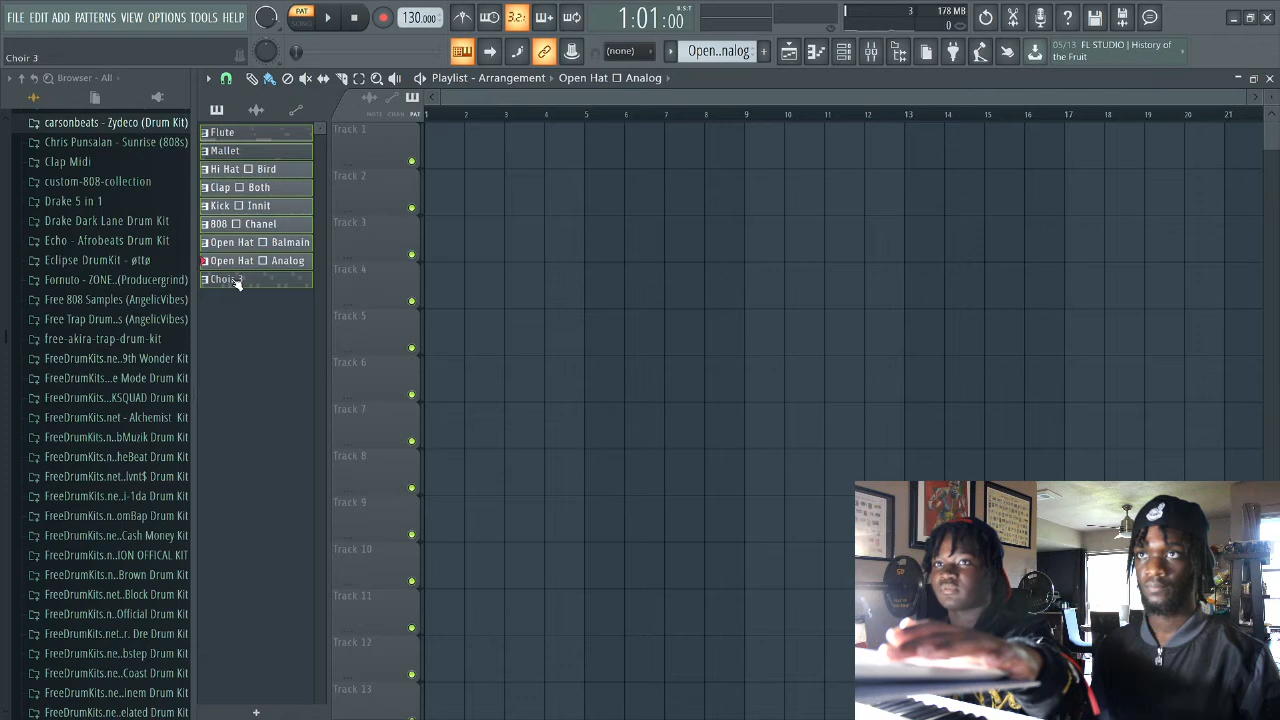 FILE EDIT ADD PATTERNS VIEW OPTIONS TOOLS HELP
PAT
SONG
130.000
3.2
1:01:00
B:S:T
3
178 MB
0
Choir 3
(none)
Open..nalog
05/13 FL STUDIO | History of the Fruit
Browser - All
Playlist - Arrangement › Open Hat □ Analog ›
NOTE CHAN PAT
1 2 3 4 5 6 7 8 9 10 11 12 13 14 15 16 17 18 19 20 21
carsonbeats - Zydeco (Drum Kit)
Chris Punsalan - Sunrise (808s)
Clap Midi
custom-808-collection
Drake 5 in 1
Drake Dark Lane Drum Kit
Echo - Afrobeats Drum Kit
Eclipse DrumKit - øttø
Fornuto - ZONE..(Producergrind)
Free 808 Samples (AngelicVibes)
Free Trap Drum..s (AngelicVibes)
free-akira-trap-drum-kit
FreeDrumKits.ne..9th Wonder Kit
FreeDrumKits...e Mode Drum Kit
FreeDrumKits...KSQUAD Drum Kit
FreeDrumKits.net - Alchemist Kit
FreeDrumKits.n..bMuzik Drum Kit
FreeDrumKits.n..heBeat Drum Kit
FreeDrumKits.net..lvnt$ Drum Kit
FreeDrumKits.ne...i-1da Drum Kit
FreeDrumKits.n...omBap Drum Kit
FreeDrumKits.ne...Cash Money Kit
FreeDrumKits.n...ION OFFICAL KIT
FreeDrumKits.n..Brown Drum Kit
FreeDrumKits.net..Block Drum Kit
FreeDrumKits.n..Official Drum Kit
FreeDrumKits.net..r. Dre Drum Kit
FreeDrumKits.ne..bstep Drum Kit
FreeDrumKits.n...Coast Drum Kit
FreeDrumKits.ne...inem Drum Kit
FreeDrumKits.n..elated Drum Kit
Flute
Mallet
Hi Hat □ Bird
Clap □ Both
Kick □ Innit
808 □ Chanel
Open Hat □ Balmain
Open Hat □ Analog
Choir 3
Track 1
Track 2
Track 3
Track 4
Track 5
Track 6
Track 7
Track 8
Track 9
Track 10
Track 11
Track 12
Track 13